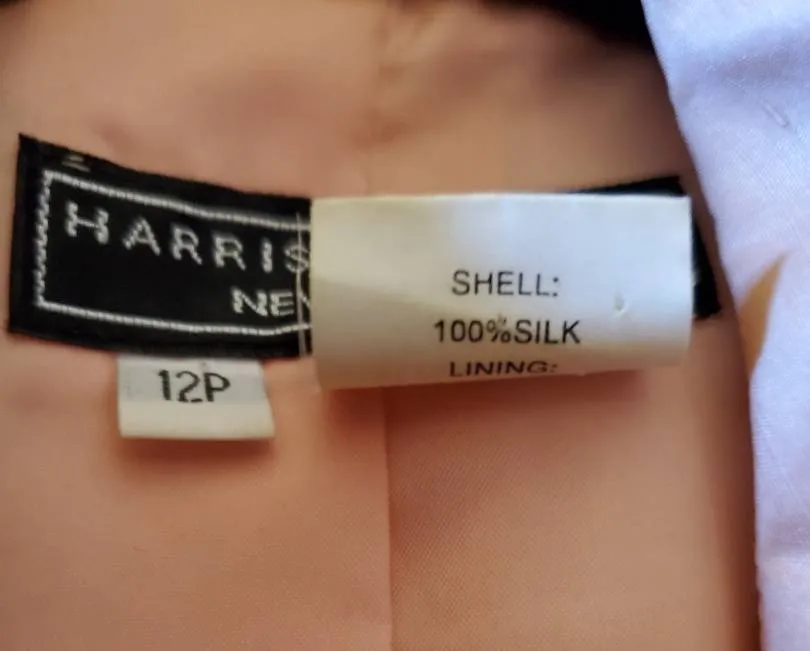 HARRIS
NE
12P
SHELL:
100%SILK
LINING: